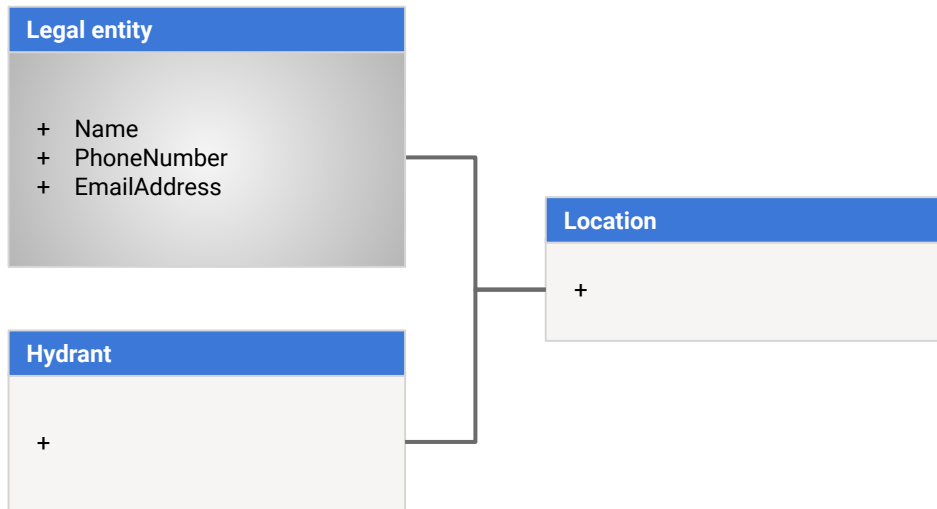 Legal entity
+ Name
+ PhoneNumber
+ EmailAddress
Location
+
Hydrant
+